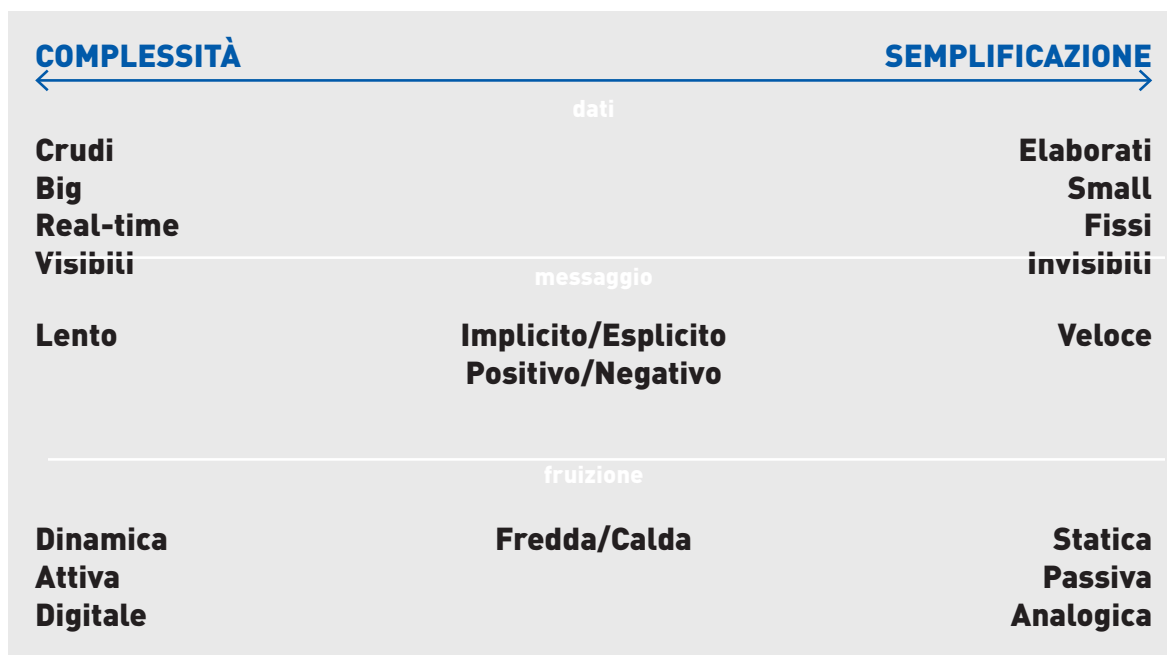 COMPLESSITÀ SEMPLIFICAZIONE
dati
Crudi Elaborati
Big Small
Real-time Fissi
Visibili invisibili
messaggio
Lento Implicito/Esplicito Veloce
Positivo/Negativo
fruizione
Dinamica Fredda/Calda Statica
Attiva Passiva
Digitale Analogica